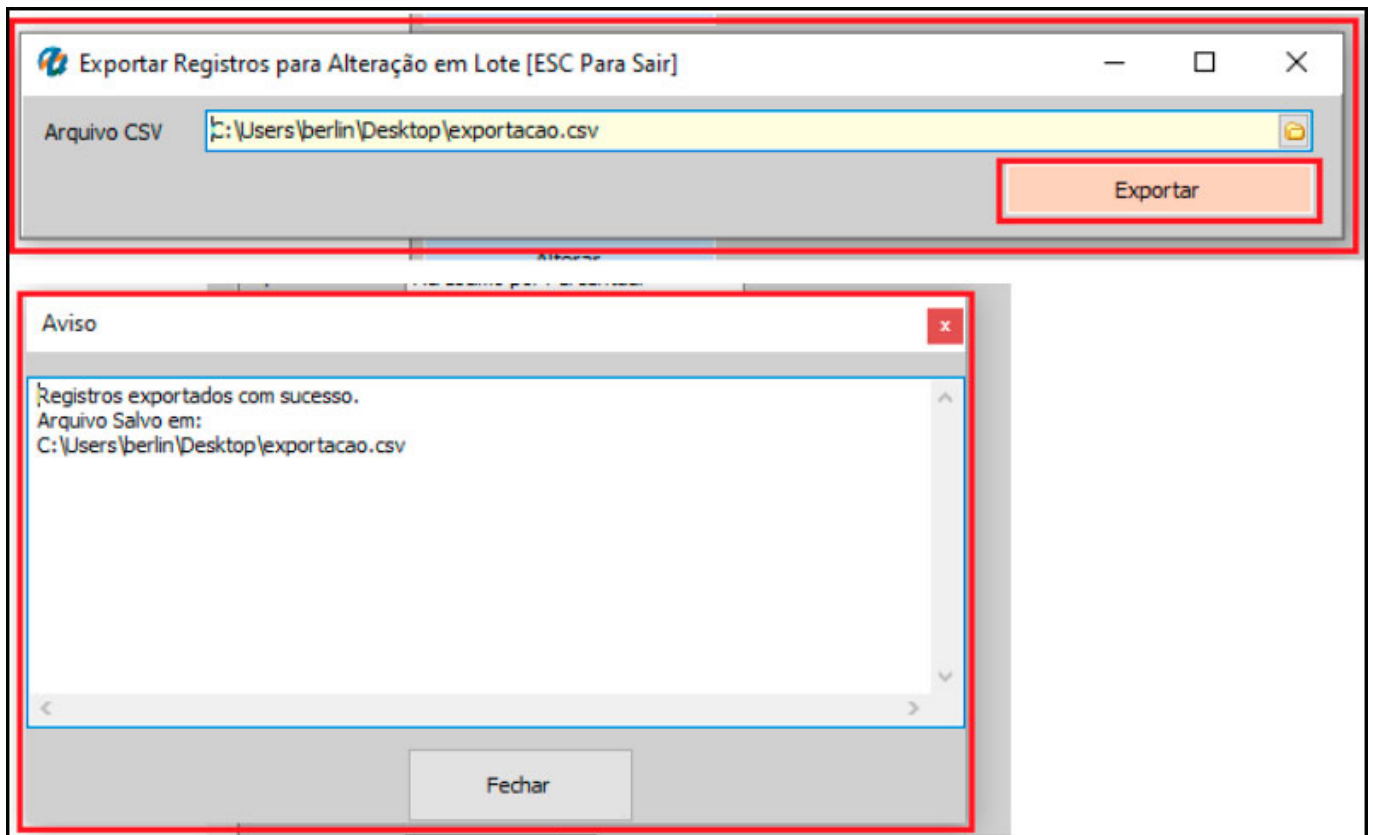 Exportar Registros para Alteração em Lote [ESC Para Sair]
Arquivo CSV C:\Users\berlin\Desktop\exportacao.csv
Exportar
Alterar
Aviso
Registros exportados com sucesso.
Arquivo Salvo em:
C:\Users\berlin\Desktop\exportacao.csv
Fechar